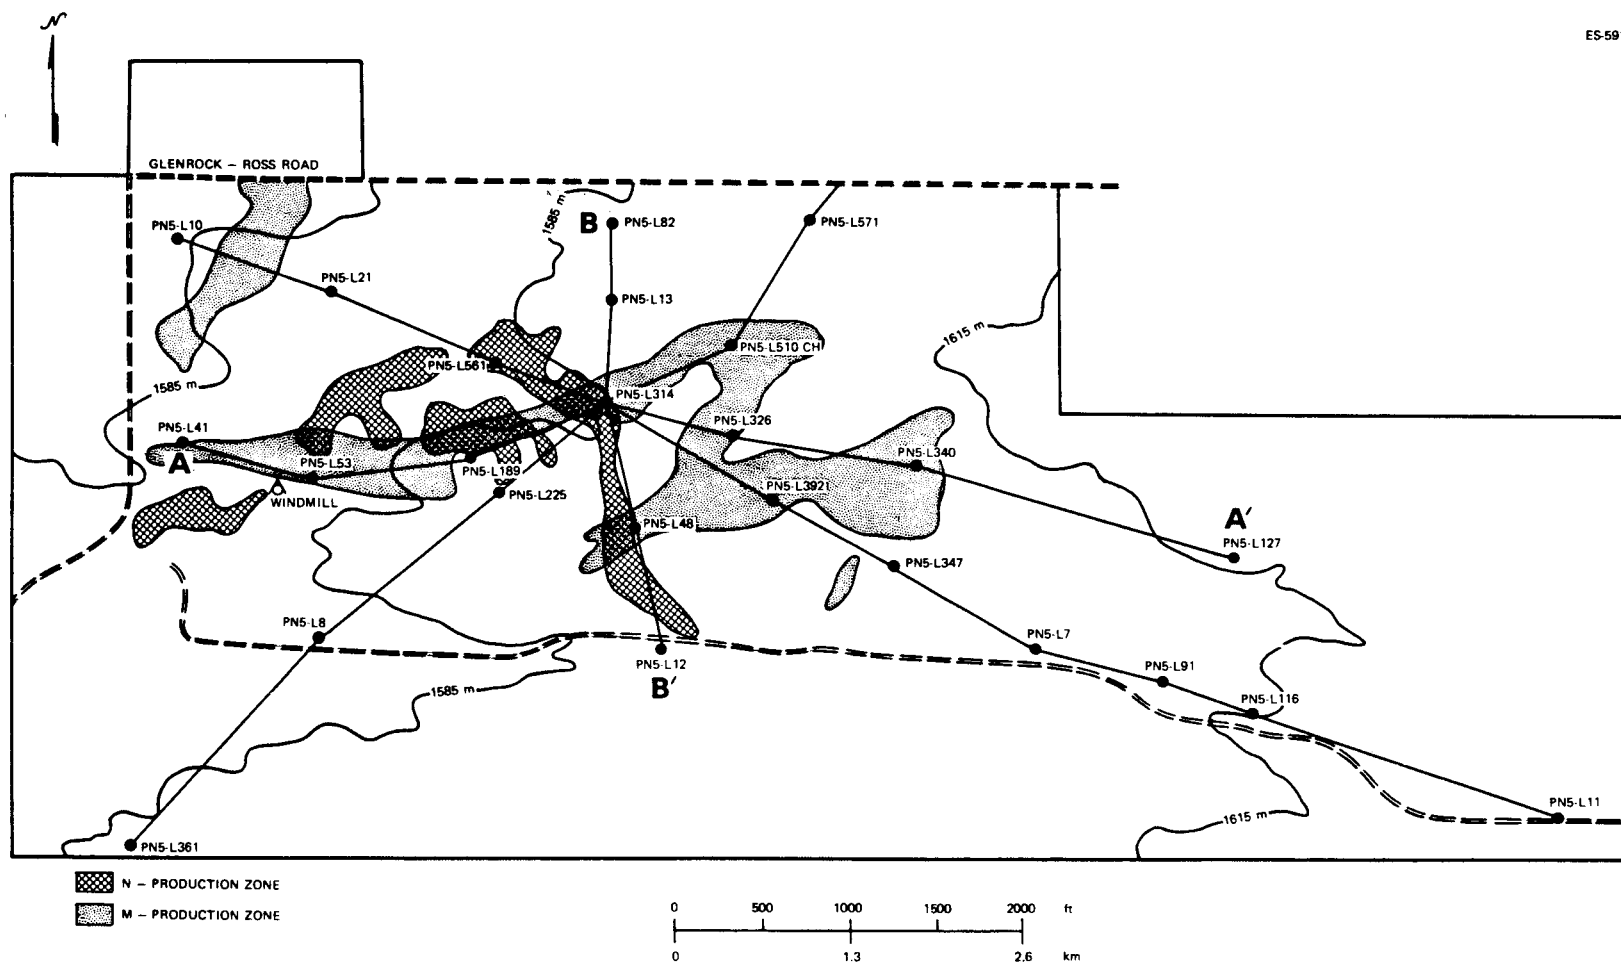 N
ES-59
GLENROCK – ROSS ROAD
PN5-L10
1585 m
B
PN5-L82
PN5-L571
PN5-L21
PN5-L13
1615 m
PN5-L510 CH
PN5-L561
1585 m
PN5-L314
PN5-L326
PN5-L41
A
PN5-L53
PN5-L189
PN5-L340
PN5-L3921
PN5-L225
WINDMILL
PN5-L48
A′
PN5-L127
PN5-L347
PN5-L8
PN5-L7
PN5-L12
B′
PN5-L91
1585 m
PN5-L116
PN5-L11
1615 m
PN5-L361
N – PRODUCTION ZONE
M – PRODUCTION ZONE
0 500 1000 1500 2000 ft
0 1.3 2.6 km